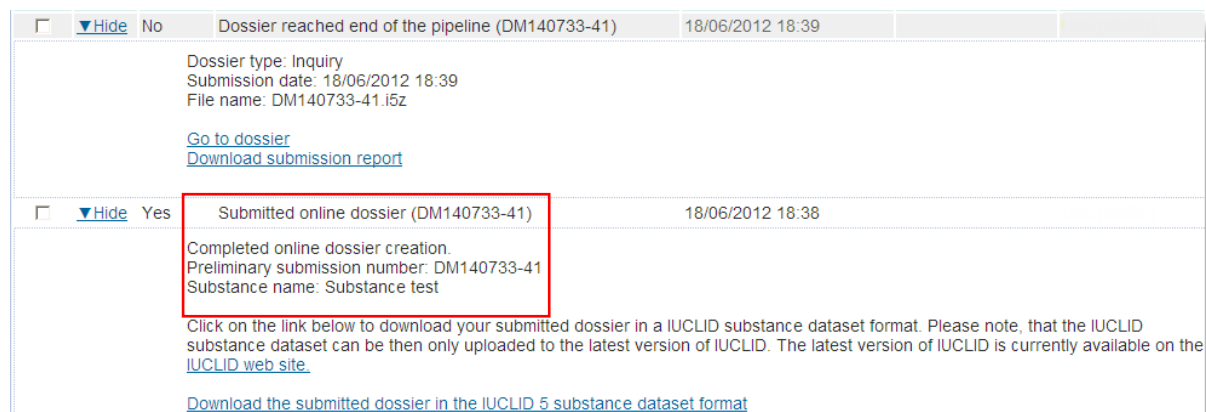 ▼Hide No Dossier reached end of the pipeline (DM140733-41) 18/06/2012 18:39
Dossier type: Inquiry
Submission date: 18/06/2012 18:39
File name: DM140733-41.i5z
Go to dossier
Download submission report
▼Hide Yes Submitted online dossier (DM140733-41) 18/06/2012 18:38
Completed online dossier creation.
Preliminary submission number: DM140733-41
Substance name: Substance test
Click on the link below to download your submitted dossier in a IUCLID substance dataset format. Please note, that the IUCLID
substance dataset can be then only uploaded to the latest version of IUCLID. The latest version of IUCLID is currently available on the
IUCLID web site.
Download the submitted dossier in the IUCLID 5 substance dataset format